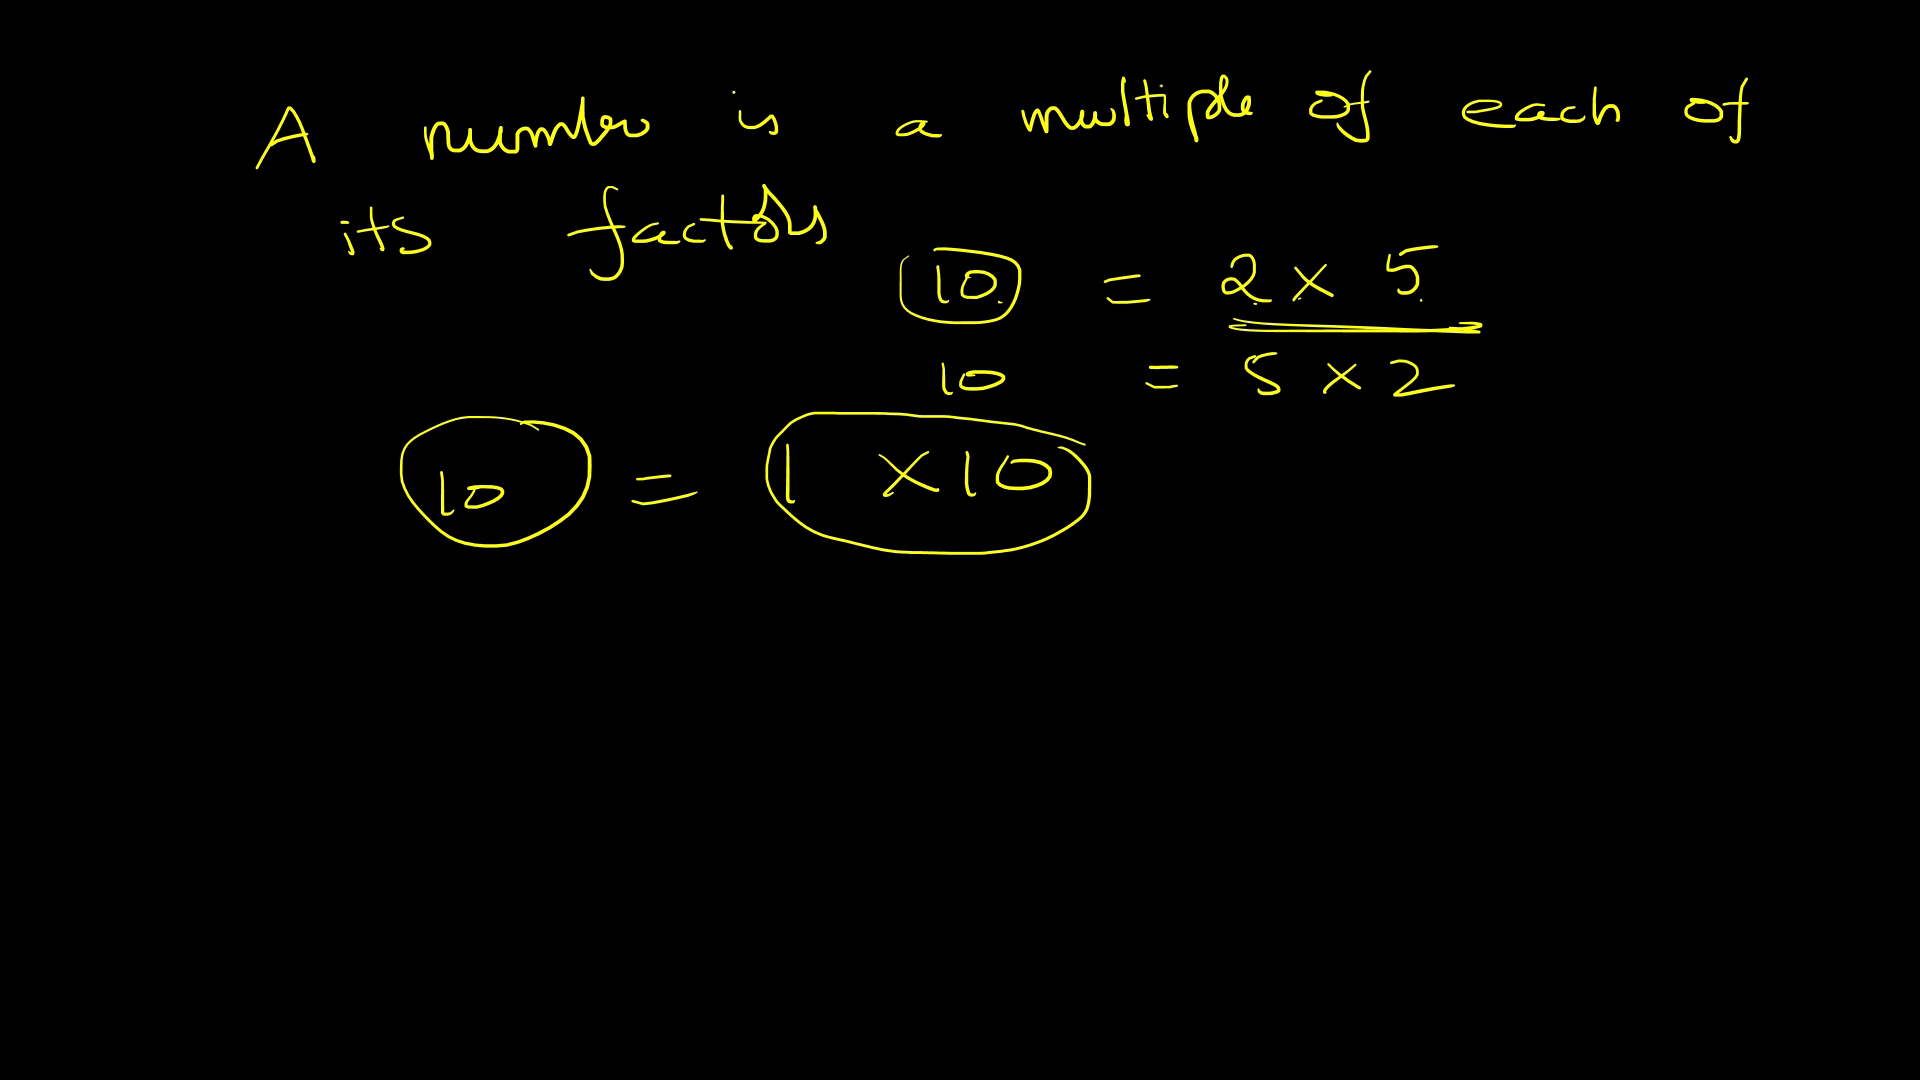 A number is a multiple of each of
its factors
10 = 2 × 5
10 = 5 × 2
10 = 1 × 10